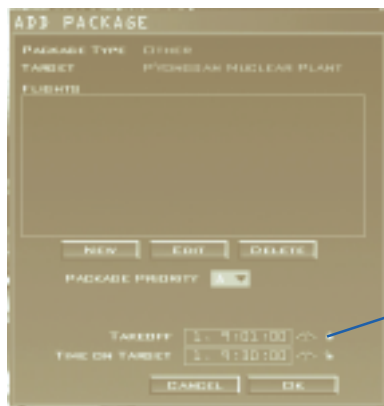 ADD PACKAGE
PACKAGE TYPE OTHER
TARGET PYONGSAN NUCLEAR PLANT
FLIGHTS
NEW EDIT DELETE
PACKAGE PRIORITY A
TAKEOFF 1. 9:01:00
TIME ON TARGET 1. 9:30:00
CANCEL OK